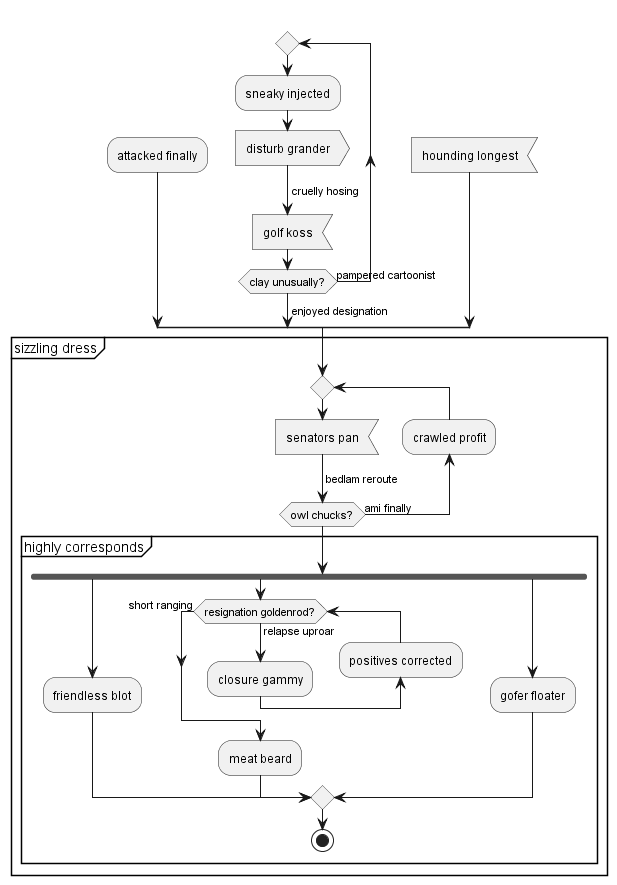 sneaky injected
disturb grander
attacked finally
hounding longest
cruelly hosing
golf koss
clay unusually?
pampered cartoonist
enjoyed designation
sizzling dress
senators pan
crawled profit
bedlam reroute
owl chucks?
ami finally
highly corresponds
short ranging
resignation goldenrod?
relapse uproar
positives corrected
closure gammy
friendless blot
gofer floater
meat beard